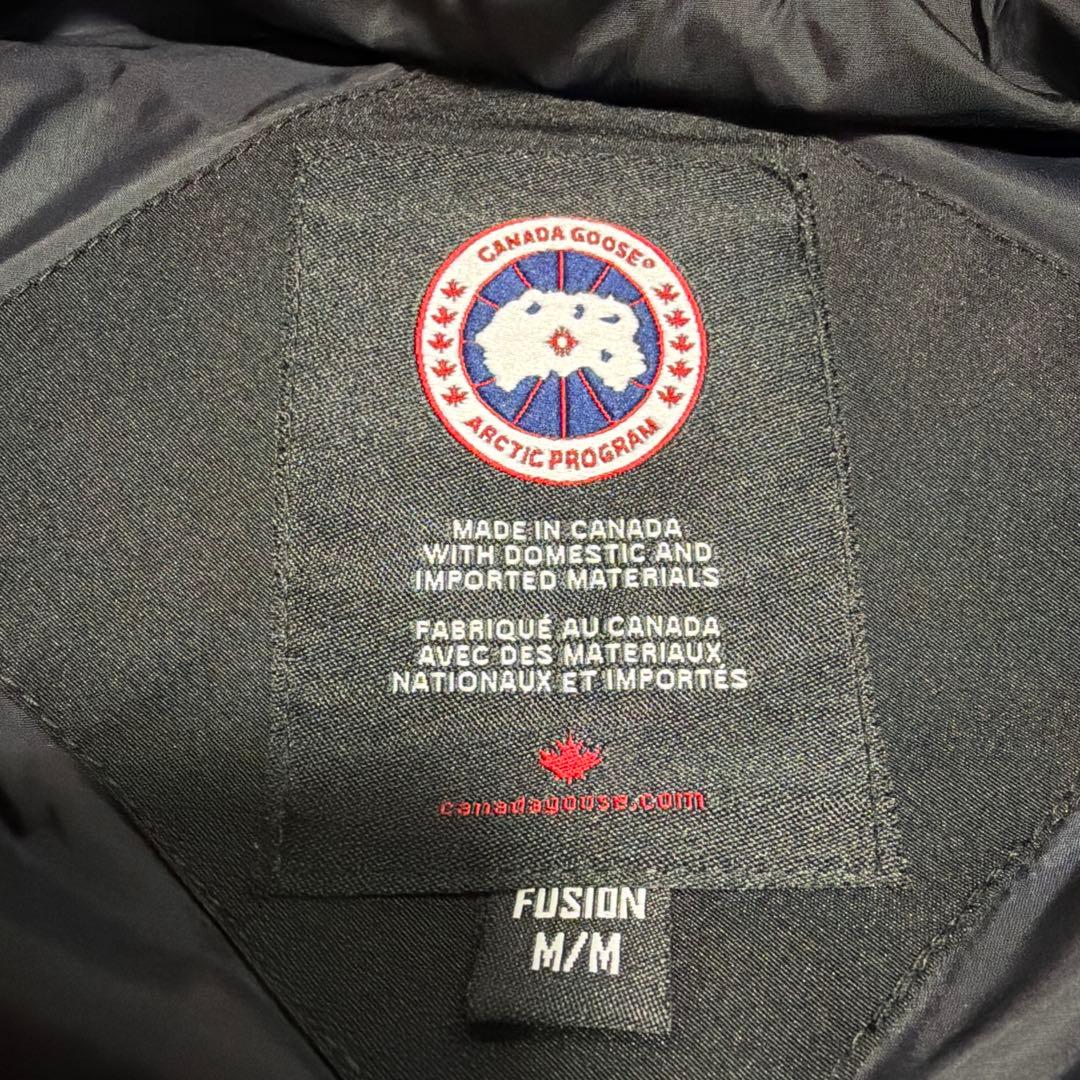 CANADA GOOSE®
ARCTIC PROGRAM
MADE IN CANADA
WITH DOMESTIC AND
IMPORTED MATERIALS
FABRIQUÉ AU CANADA
AVEC DES MATERIAUX
NATIONAUX ET IMPORTÉS
canadagouse.com
FUSION
M/M